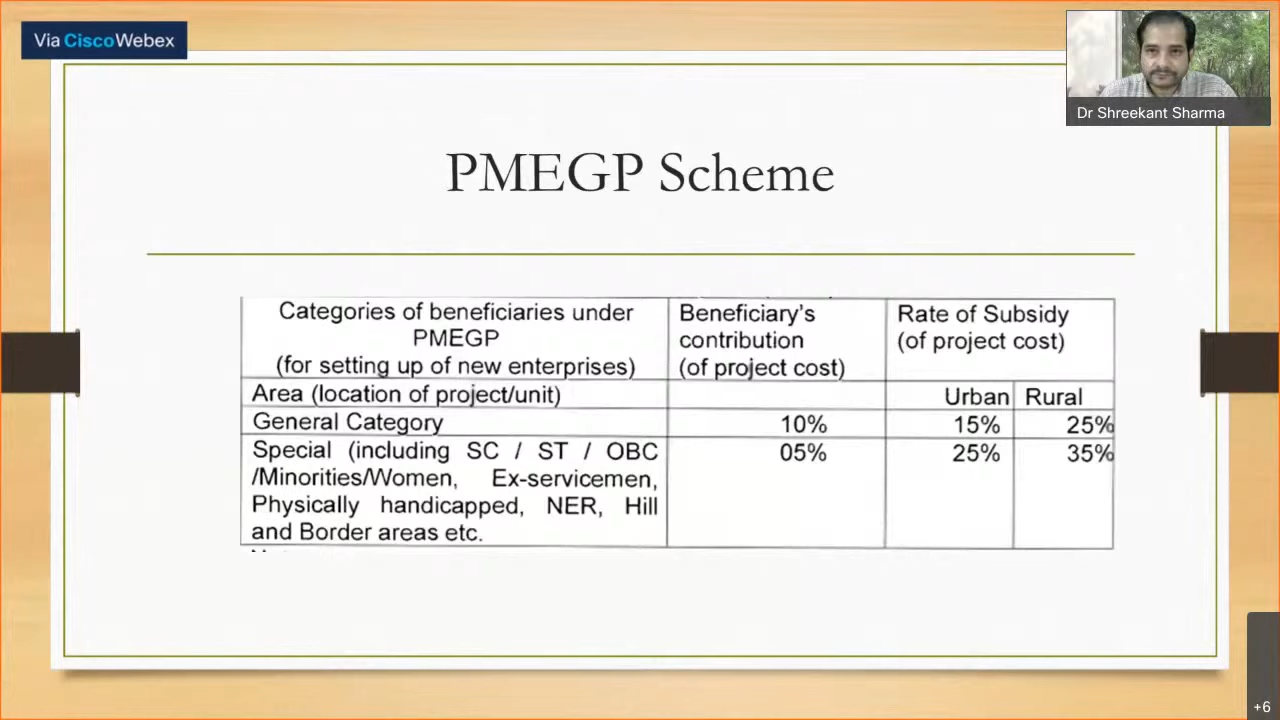 Via CiscoWebex
Dr Shreekant Sharma
PMEGP Scheme
Categories of beneficiaries under
PMEGP
(for setting up of new enterprises)
Beneficiary's
contribution
(of project cost)
Rate of Subsidy
(of project cost)
Area (location of project/unit)
Urban Rural
General Category 10% 15% 25%
Special (including SC / ST / OBC 05% 25% 35%
/Minorities/Women, Ex-servicemen,
Physically handicapped, NER, Hill
and Border areas etc.
+6